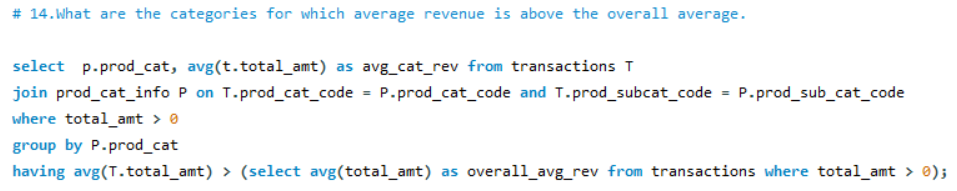 # 14.What are the categories for which average revenue is above the overall average.
select  p.prod_cat, avg(t.total_amt) as avg_cat_rev from transactions T
join prod_cat_info P on T.prod_cat_code = P.prod_cat_code and T.prod_subcat_code = P.prod_sub_cat_code
where total_amt > 0
group by P.prod_cat
having avg(T.total_amt) > (select avg(total_amt) as overall_avg_rev from transactions where total_amt > 0);